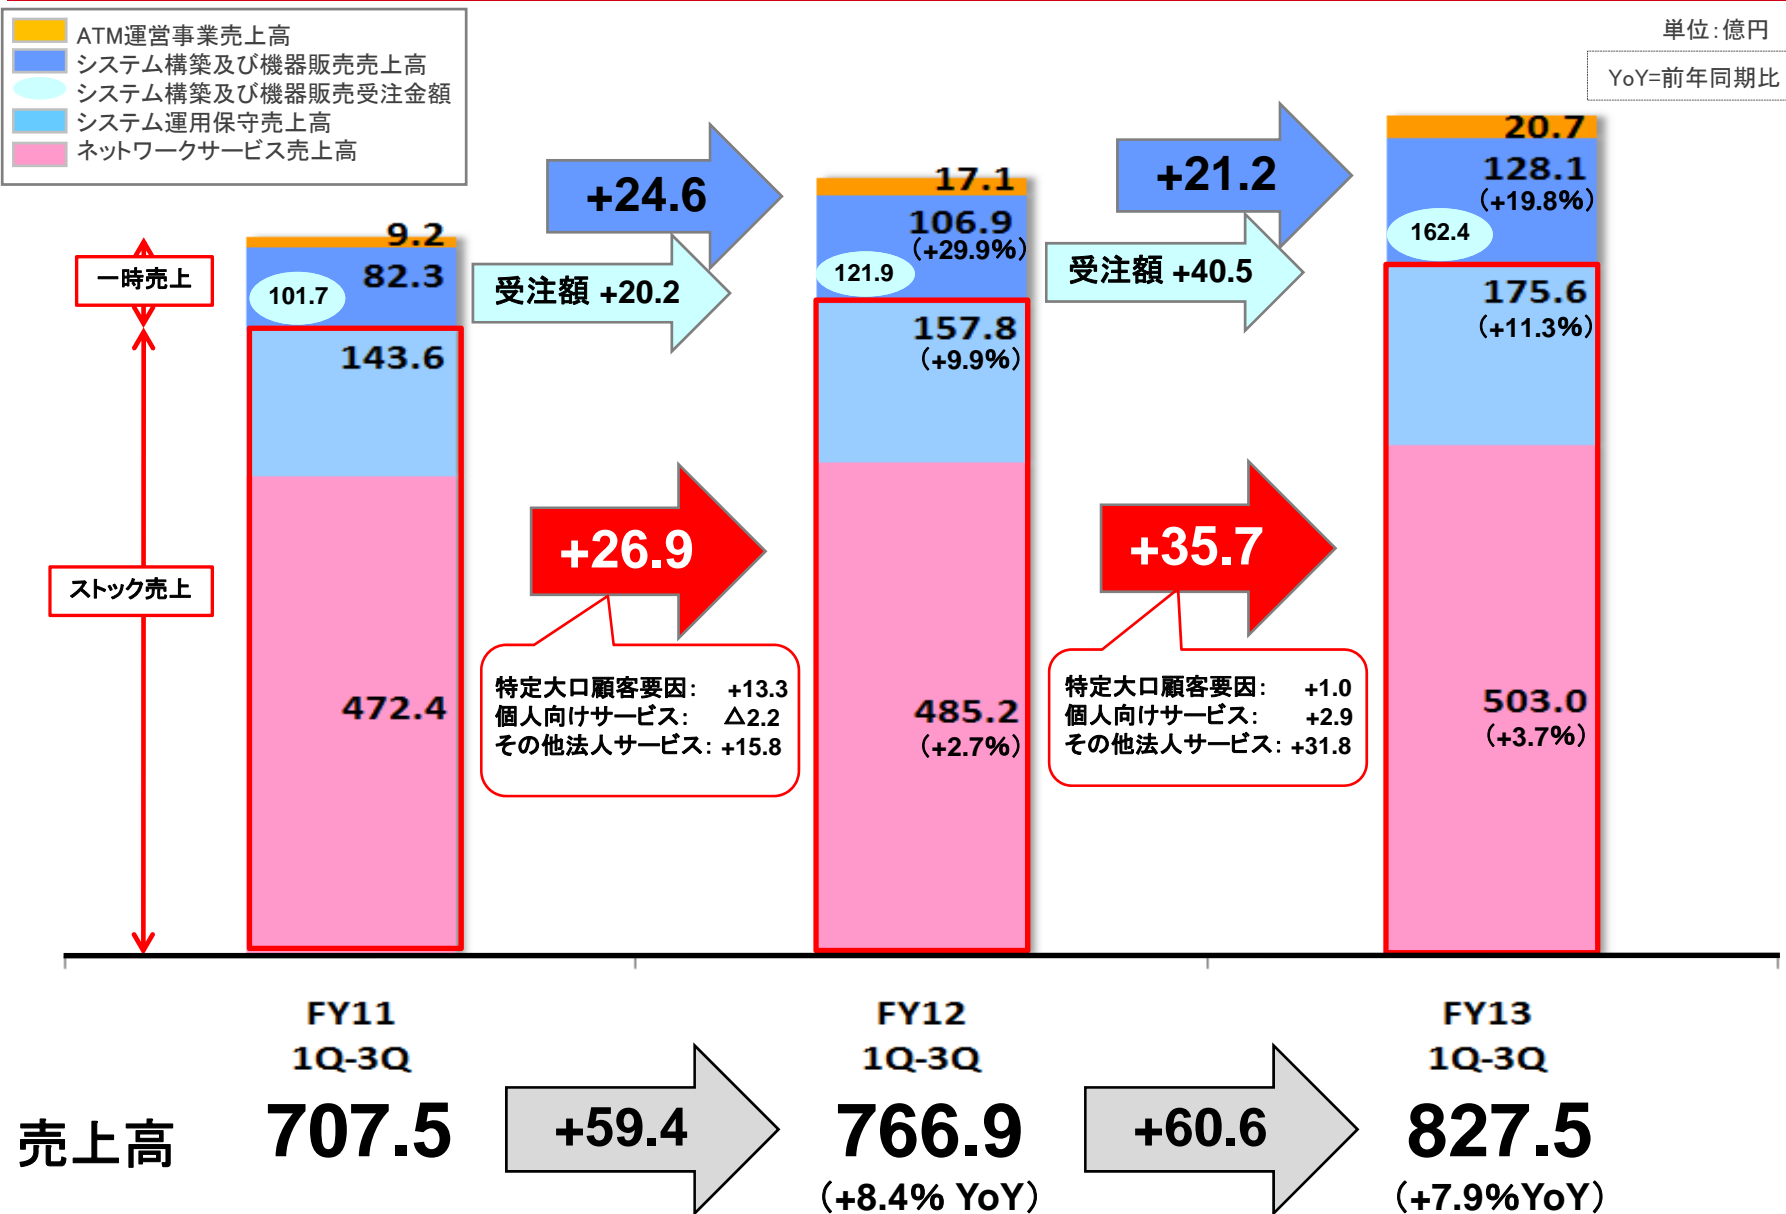 ATM運営事業売上高
システム構築及び機器販売売上高
システム構築及び機器販売受注金額
システム運用保守売上高
ネットワークサービス売上高
単位:億円
YoY=前年同期比
一時売上
ストック売上
9.2
82.3
101.7
143.6
472.4
+24.6
受注額 +20.2
+26.9
特定大口顧客要因: +13.3
個人向けサービス: △2.2
その他法人サービス: +15.8
17.1
106.9
(+29.9%)
121.9
157.8
(+9.9%)
485.2
(+2.7%)
+21.2
受注額 +40.5
+35.7
特定大口顧客要因: +1.0
個人向けサービス: +2.9
その他法人サービス: +31.8
20.7
128.1
(+19.8%)
162.4
175.6
(+11.3%)
503.0
(+3.7%)
FY11
1Q-3Q
FY12
1Q-3Q
FY13
1Q-3Q
売上高
707.5
+59.4
766.9
(+8.4% YoY)
+60.6
827.5
(+7.9%YoY)